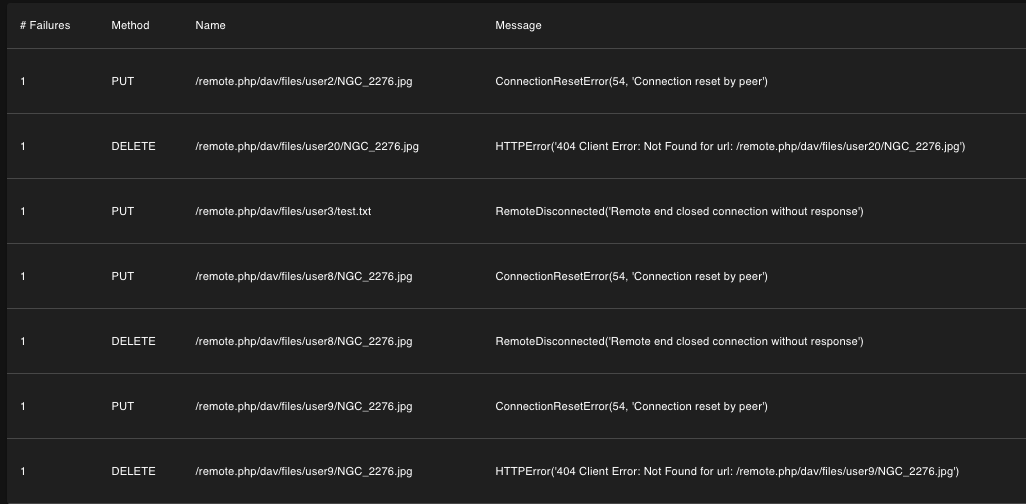 # Failures Method Name Message
1 PUT /remote.php/dav/files/user2/NGC_2276.jpg ConnectionResetError(54, 'Connection reset by peer')
1 DELETE /remote.php/dav/files/user20/NGC_2276.jpg HTTPError('404 Client Error: Not Found for url: /remote.php/dav/files/user20/NGC_2276.jpg')
1 PUT /remote.php/dav/files/user3/test.txt RemoteDisconnected('Remote end closed connection without response')
1 PUT /remote.php/dav/files/user8/NGC_2276.jpg ConnectionResetError(54, 'Connection reset by peer')
1 DELETE /remote.php/dav/files/user8/NGC_2276.jpg RemoteDisconnected('Remote end closed connection without response')
1 PUT /remote.php/dav/files/user9/NGC_2276.jpg ConnectionResetError(54, 'Connection reset by peer')
1 DELETE /remote.php/dav/files/user9/NGC_2276.jpg HTTPError('404 Client Error: Not Found for url: /remote.php/dav/files/user9/NGC_2276.jpg')